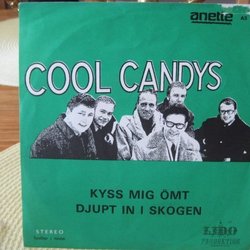 anette
COOL CANDYS
KYSS MIG ÖMT
DJUPT IN I SKOGEN
STEREO
LIDO
PRODUKTION